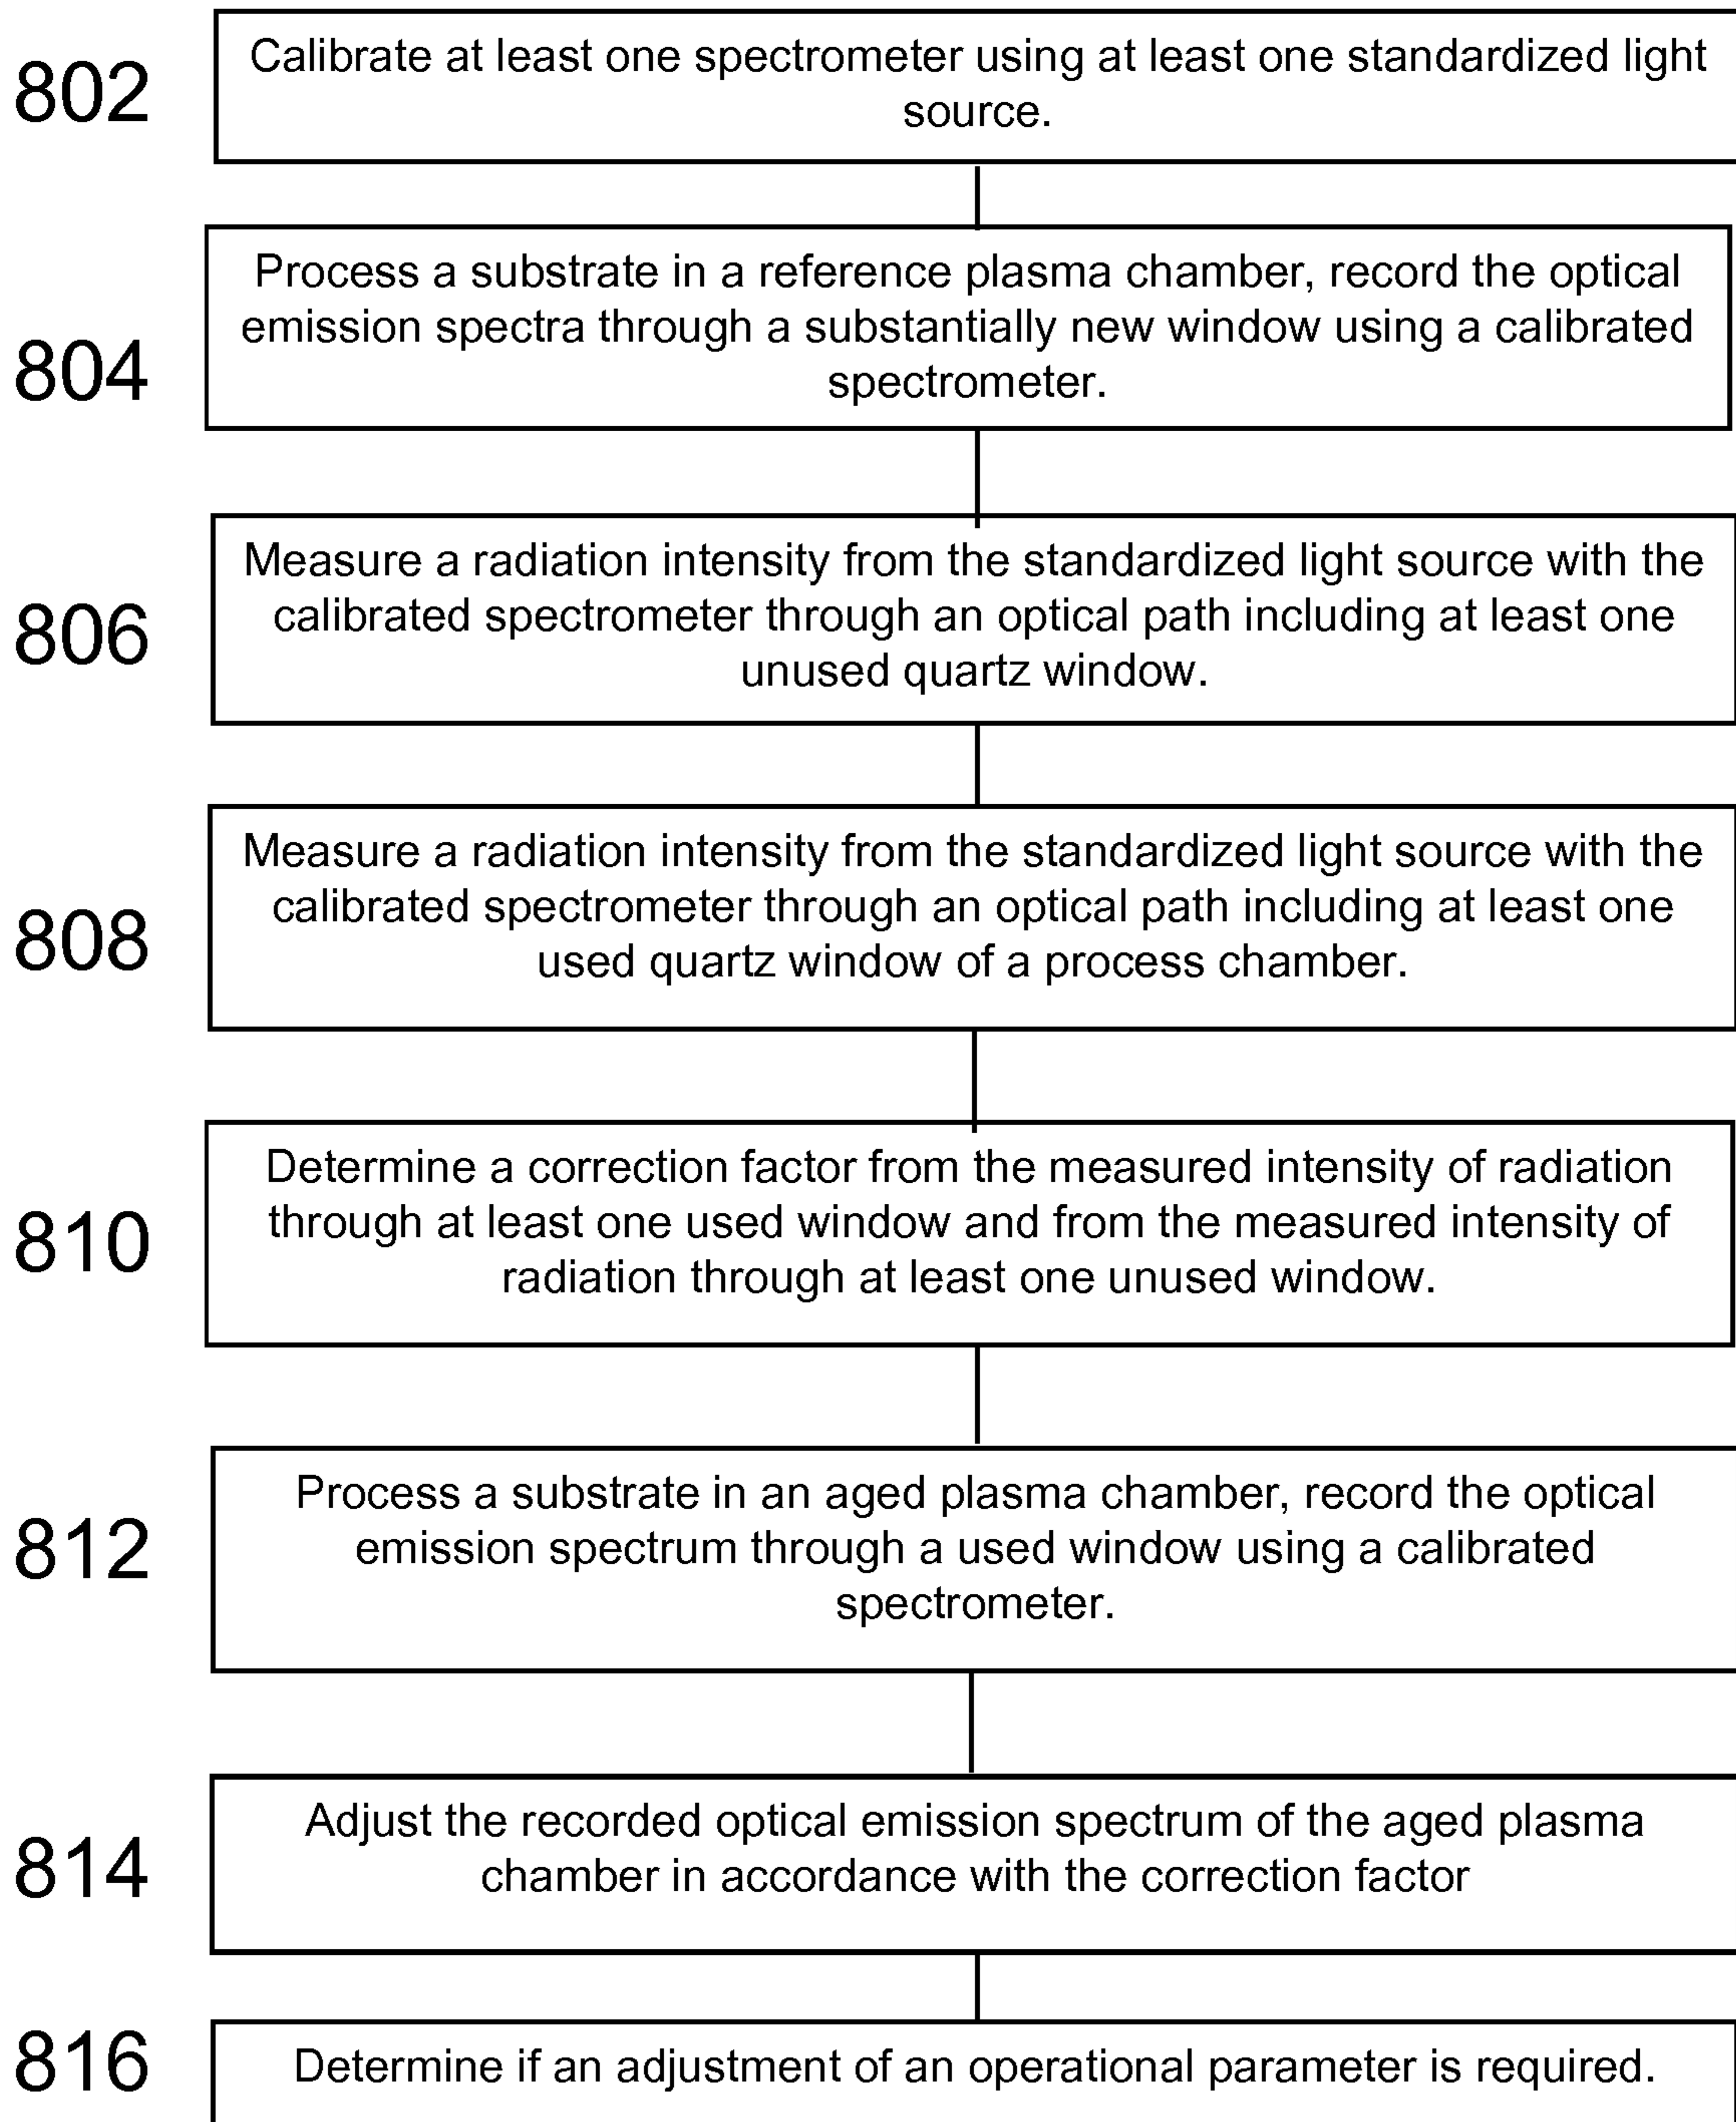 802
Calibrate at least one spectrometer using at least one standardized light
source.
804
Process a substrate in a reference plasma chamber, record the optical
emission spectra through a substantially new window using a calibrated
spectrometer.
806
Measure a radiation intensity from the standardized light source with the
calibrated spectrometer through an optical path including at least one
unused quartz window.
808
Measure a radiation intensity from the standardized light source with the
calibrated spectrometer through an optical path including at least one
used quartz window of a process chamber.
810
Determine a correction factor from the measured intensity of radiation
through at least one used window and from the measured intensity of
radiation through at least one unused window.
812
Process a substrate in an aged plasma chamber, record the optical
emission spectrum through a used window using a calibrated
spectrometer.
814
Adjust the recorded optical emission spectrum of the aged plasma
chamber in accordance with the correction factor
816
Determine if an adjustment of an operational parameter is required.